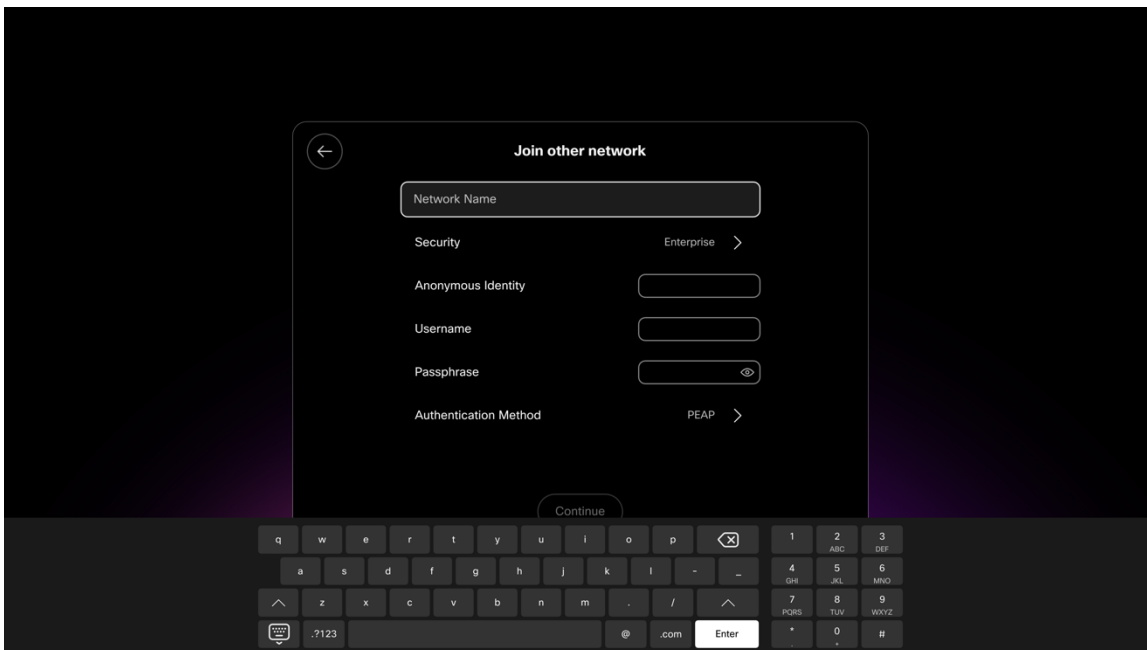 Join other network
Network Name
Security Enterprise
Anonymous Identity
Username
Passphrase
Authentication Method PEAP
Continue
q w e r t y u i o p 1 2 ABC 3 DEF
a s d f g h j k l - _ 4 GHI 5 JKL 6 MNO
z x c v b n m . / 7 PQRS 8 TUV 9 WXYZ
.?123 @ .com Enter * . 0 + #